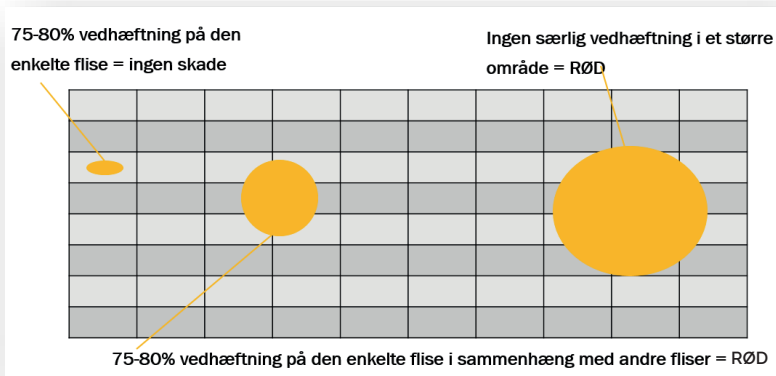 75-80% vedhæftning på den
enkelte flise = ingen skade
Ingen særlig vedhæftning i et større
område = RØD
75-80% vedhæftning på den enkelte flise i sammenhæng med andre fliser = RØD